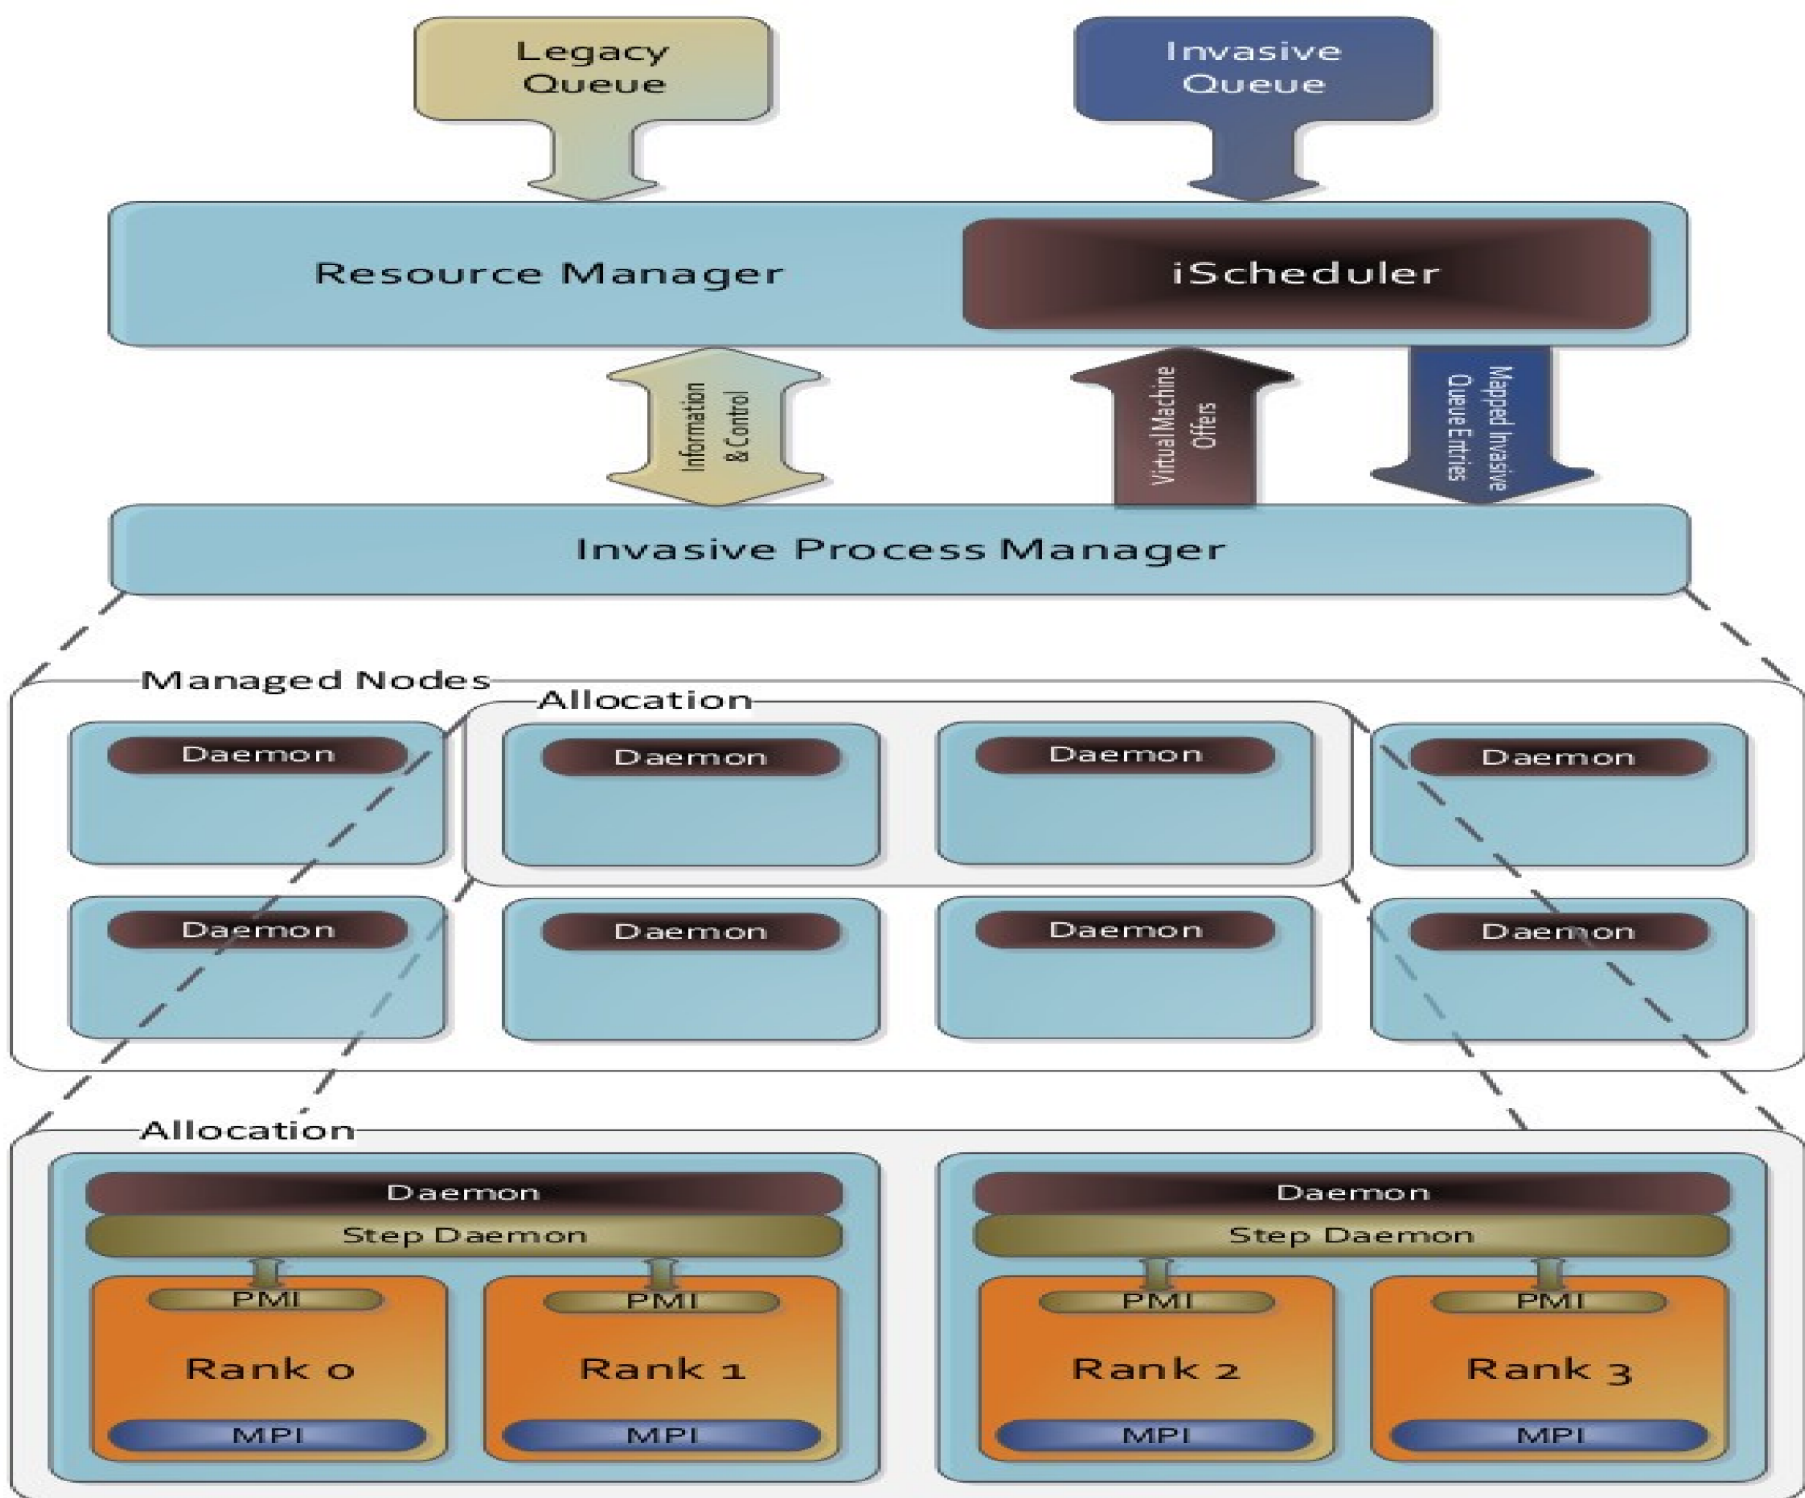 Legacy
Queue
Invasive
Queue
Resource Manager
iScheduler
Information
& Control
Virtual Machine
Offers
Mapped Invasive
Queue Entries
Invasive Process Manager
Managed Nodes
Allocation
Daemon
Daemon
Daemon
Daemon
Daemon
Daemon
Daemon
Daemon
Allocation
Daemon
Daemon
Step Daemon
Step Daemon
PMI
PMI
PMI
PMI
Rank 0
Rank 1
Rank 2
Rank 3
MPI
MPI
MPI
MPI